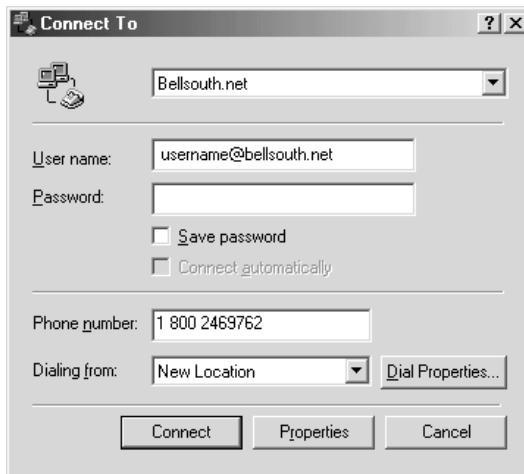 Connect To
Bellsouth.net
User name: username@bellsouth.net
Password:
Save password
Connect automatically
Phone number: 1 800 2469762
Dialing from: New Location Dial Properties...
Connect Properties Cancel